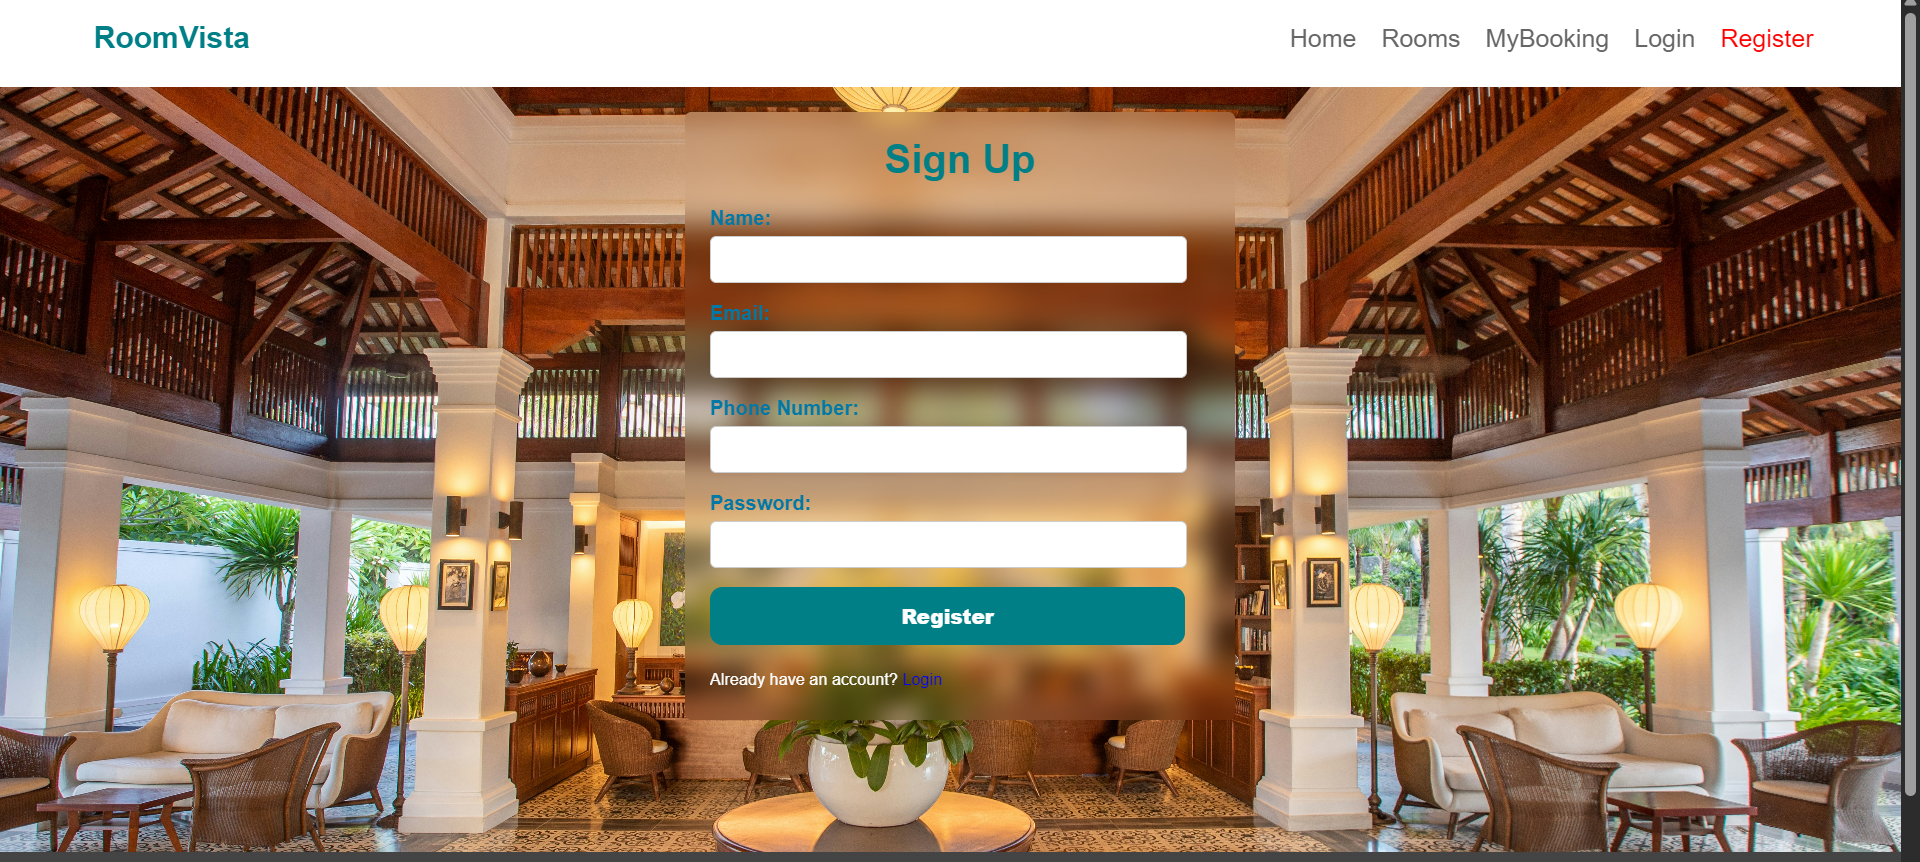 RoomVista
Home Rooms MyBooking Login Register
Sign Up
Name:
Email:
Phone Number:
Password:
Register
Already have an account? Login